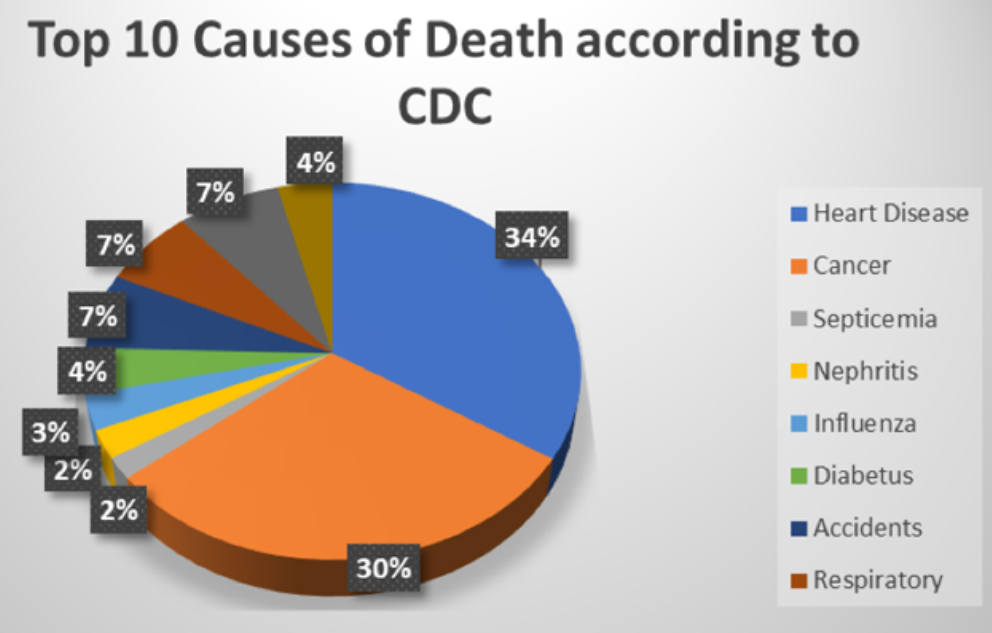 Top 10 Causes of Death according to
CDC
4%
7%
34%
7%
7%
4%
3%
2%
2%
30%
Heart Disease
Cancer
Septicemia
Nephritis
Influenza
Diabetus
Accidents
Respiratory